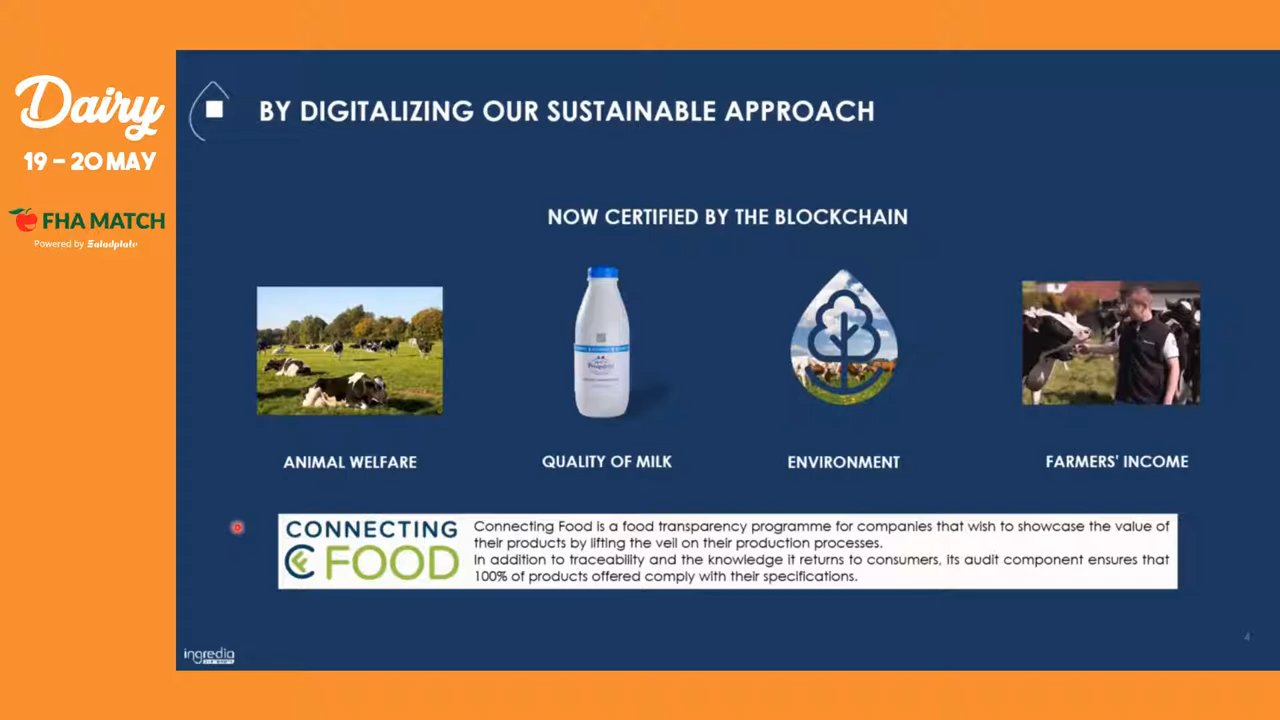 Dairy
19 – 20 MAY
FHA MATCH
Powered by Saladplate
BY DIGITALIZING OUR SUSTAINABLE APPROACH
NOW CERTIFIED BY THE BLOCKCHAIN
ANIMAL WELFARE
QUALITY OF MILK
ENVIRONMENT
FARMERS' INCOME
CONNECTING
FOOD
Connecting Food is a food transparency programme for companies that wish to showcase the value of
their products by lifting the veil on their production processes.
In addition to traceability and the knowledge it returns to consumers, its audit component ensures that
100% of products offered comply with their specifications.
4
ingredia